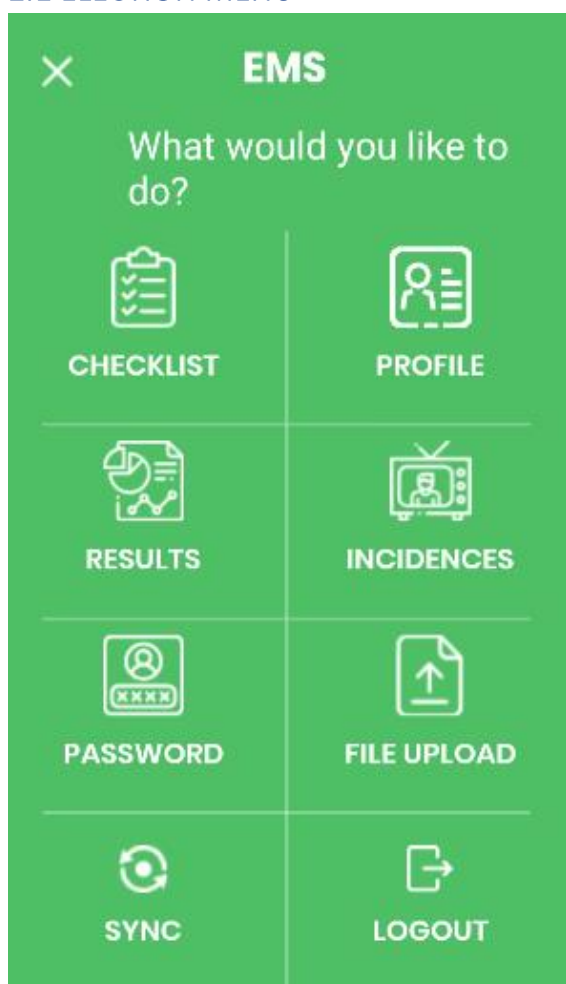 EMS
What would you like to
do?
CHECKLIST
PROFILE
RESULTS
INCIDENCES
PASSWORD
FILE UPLOAD
SYNC
LOGOUT